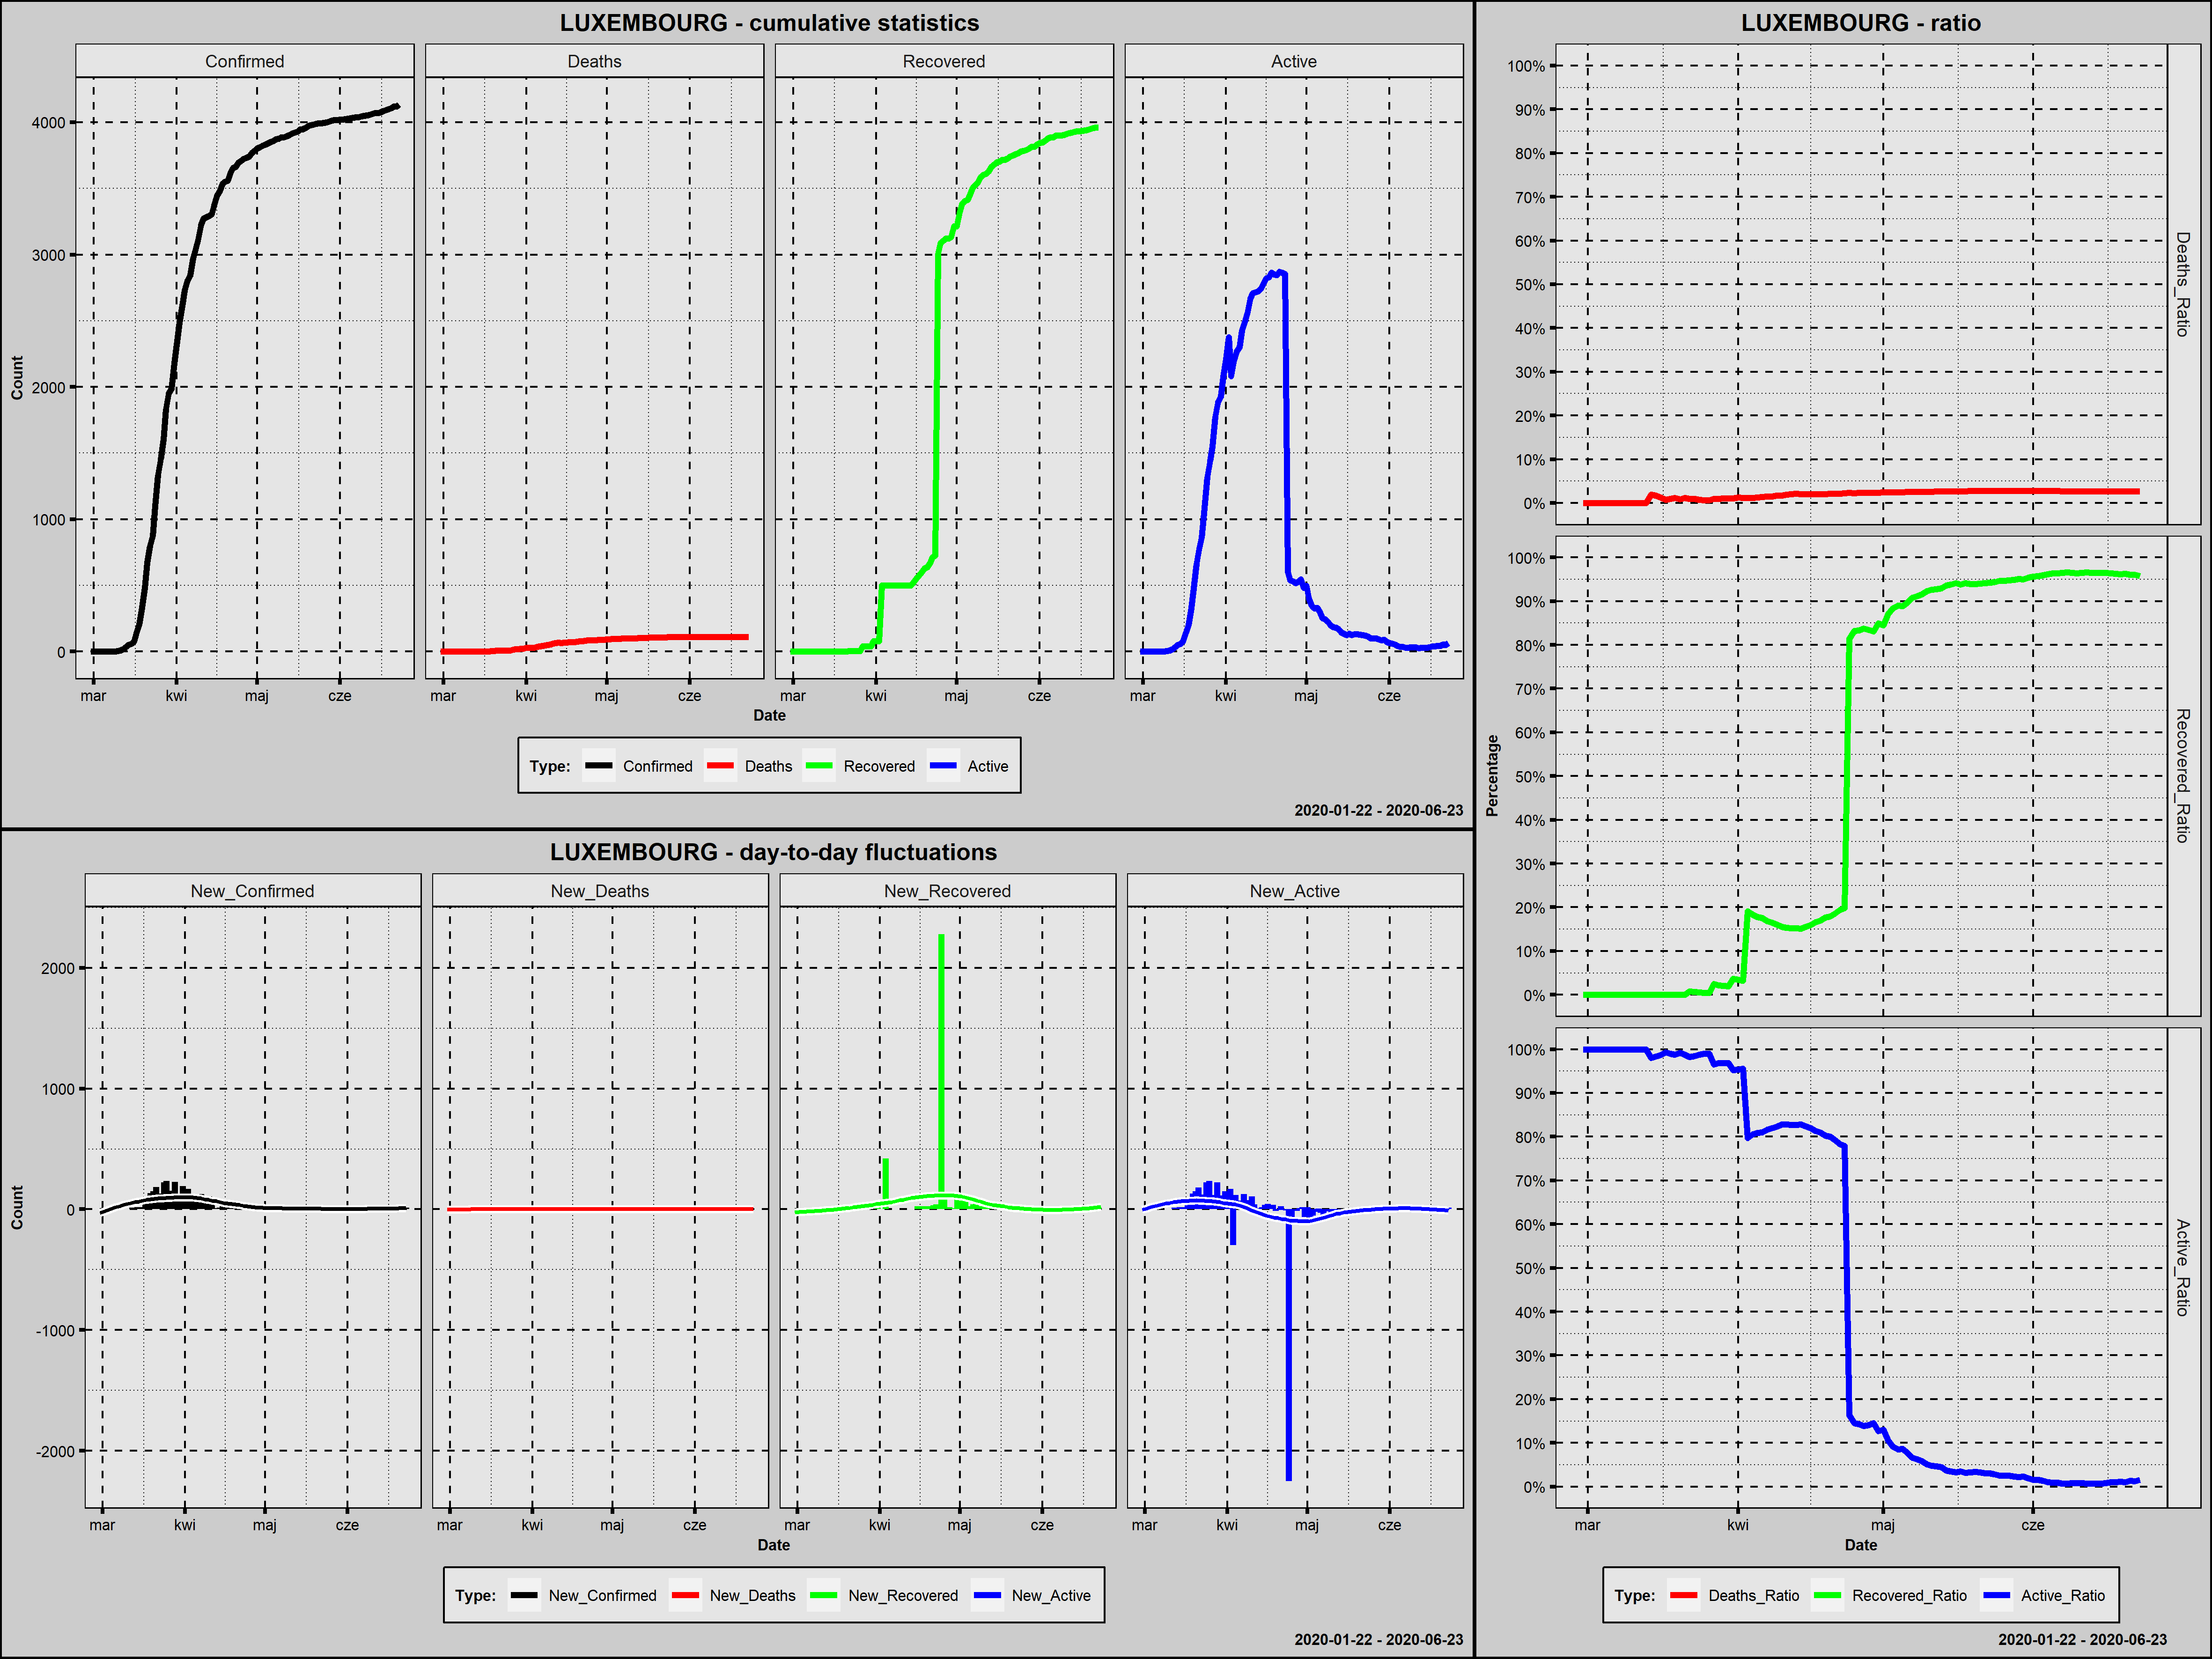 LUXEMBOURG - cumulative statistics
Confirmed Deaths Recovered Active
Count
4000
3000
2000
1000
0
mar kwi maj cze mar kwi maj cze mar kwi maj cze mar kwi maj cze
Date
Type: Confirmed Deaths Recovered Active
2020-01-22 - 2020-06-23
LUXEMBOURG - day-to-day fluctuations
New_Confirmed New_Deaths New_Recovered New_Active
Count
2000
1000
0
-1000
-2000
mar kwi maj cze mar kwi maj cze mar kwi maj cze mar kwi maj cze
Date
Type: New_Confirmed New_Deaths New_Recovered New_Active
2020-01-22 - 2020-06-23
LUXEMBOURG - ratio
Percentage
100%
90%
80%
70%
60%
50%
40%
30%
20%
10%
0%
Deaths_Ratio
100%
90%
80%
70%
60%
50%
40%
30%
20%
10%
0%
Recovered_Ratio
100%
90%
80%
70%
60%
50%
40%
30%
20%
10%
0%
Active_Ratio
mar kwi maj cze
Date
Type: Deaths_Ratio Recovered_Ratio Active_Ratio
2020-01-22 - 2020-06-23